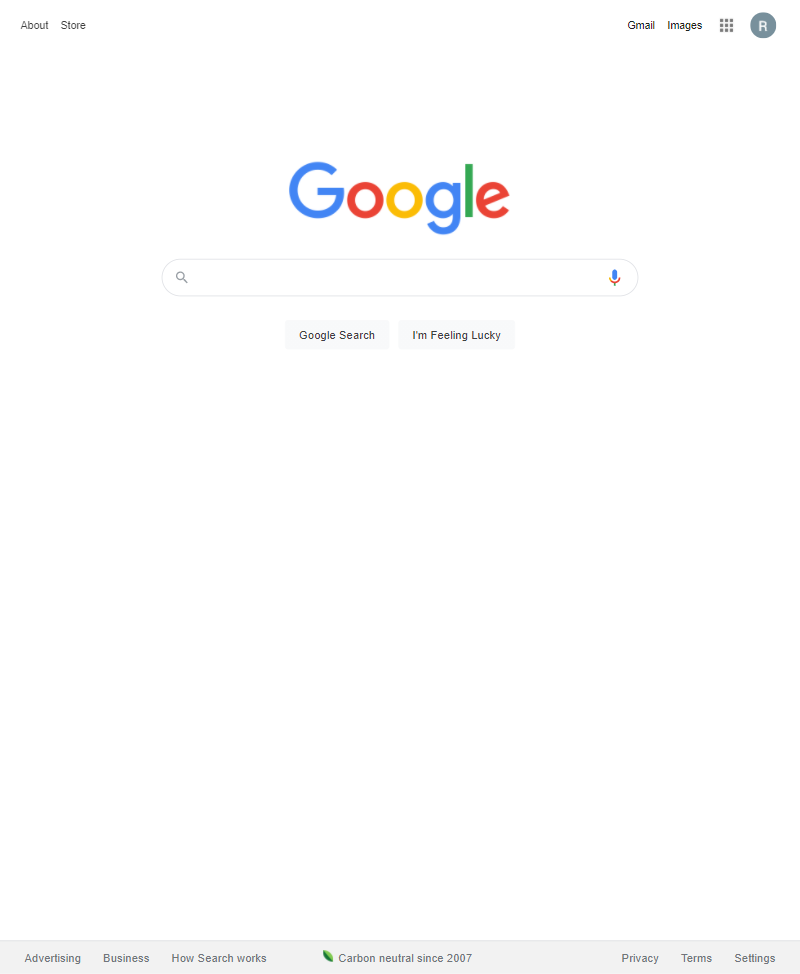 About Store Gmail Images R
Google
Google Search I'm Feeling Lucky
Advertising Business How Search works Carbon neutral since 2007 Privacy Terms Settings